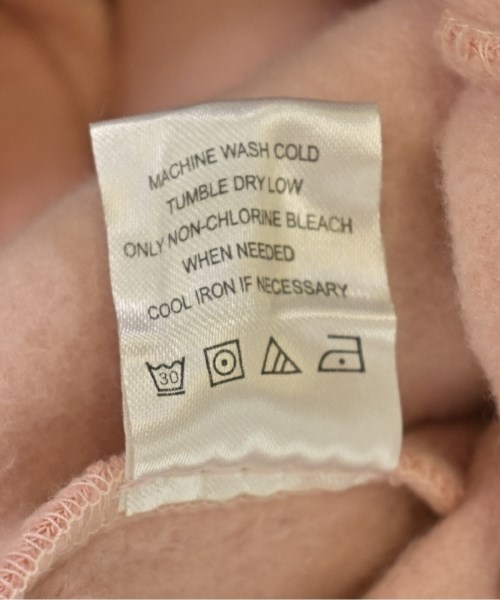 MACHINE WASH COLD
TUMBLE DRY LOW
ONLY NON-CHLORINE BLEACH
WHEN NEEDED
COOL IRON IF NECESSARY
30